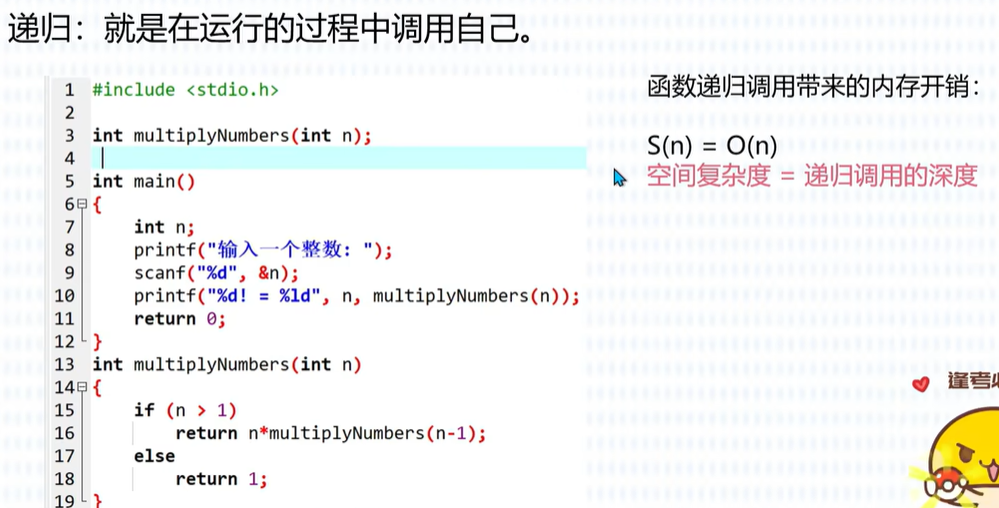 递归：就是在运行的过程中调用自己。
1 #include <stdio.h>
2
3 int multiplyNumbers(int n);
4
5 int main()
6 {
7 int n;
8 printf("输入一个整数: ");
9 scanf("%d", &n);
10 printf("%d! = %ld", n, multiplyNumbers(n));
11 return 0;
12 }
13 int multiplyNumbers(int n)
14 {
15 if (n > 1)
16 return n*multiplyNumbers(n-1);
17 else
18 return 1;
19 }
函数递归调用带来的内存开销：
S(n) = O(n)
空间复杂度 = 递归调用的深度
逢考